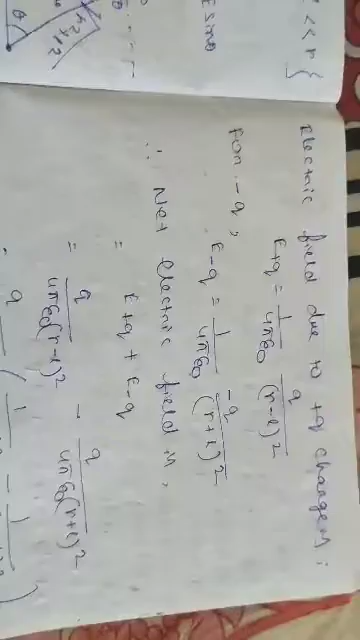 << r {
E sinθ
θ
Electric field due to +q charge M:
E+q = 1/4πε0 q/(r-l)^2
for -q,
E-q = 1/4πε0 -q/(r+l)^2
∴ Net electric field M,
= E+q + E-q
= q/4πε0(r-l)^2 - q/4πε0(r+l)^2